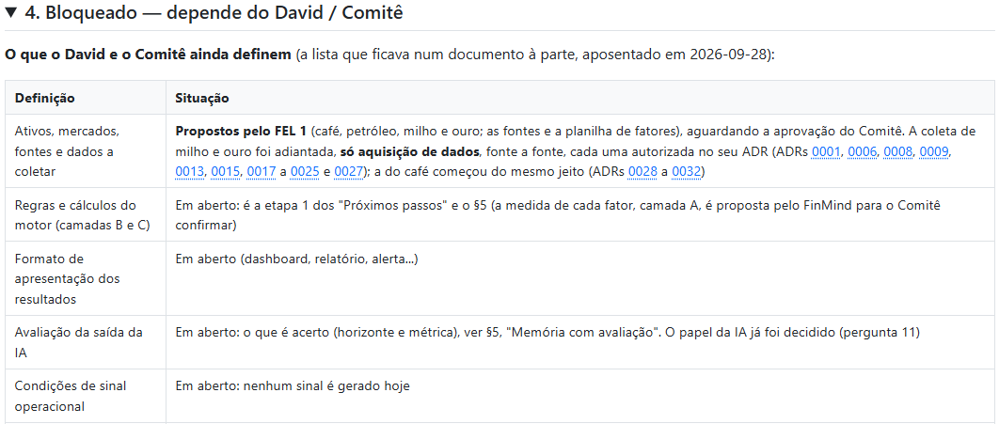 ▼ 4. Bloqueado — depende do David / Comitê
O que o David e o Comitê ainda definem (a lista que ficava num documento à parte, aposentado em 2026-09-28):
Definição
Situação
Ativos, mercados,
fontes e dados a
coletar
Propostos pelo FEL 1 (café, petróleo, milho e ouro; as fontes e a planilha de fatores), aguardando a aprovação do Comitê. A coleta de
milho e ouro foi adiantada, só aquisição de dados, fonte a fonte, cada uma autorizada no seu ADR (ADRs 0001, 0006, 0008, 0009,
0013, 0015, 0017 a 0025 e 0027); a do café começou do mesmo jeito (ADRs 0028 a 0032)
Regras e cálculos do
motor (camadas B e C)
Em aberto: é a etapa 1 dos "Próximos passos" e o §5 (a medida de cada fator, camada A, é proposta pelo FinMind para o Comitê
confirmar)
Formato de
apresentação dos
resultados
Em aberto (dashboard, relatório, alerta...)
Avaliação da saída da
IA
Em aberto: o que é acerto (horizonte e métrica), ver §5, "Memória com avaliação". O papel da IA já foi decidido (pergunta 11)
Condições de sinal
operacional
Em aberto: nenhum sinal é gerado hoje